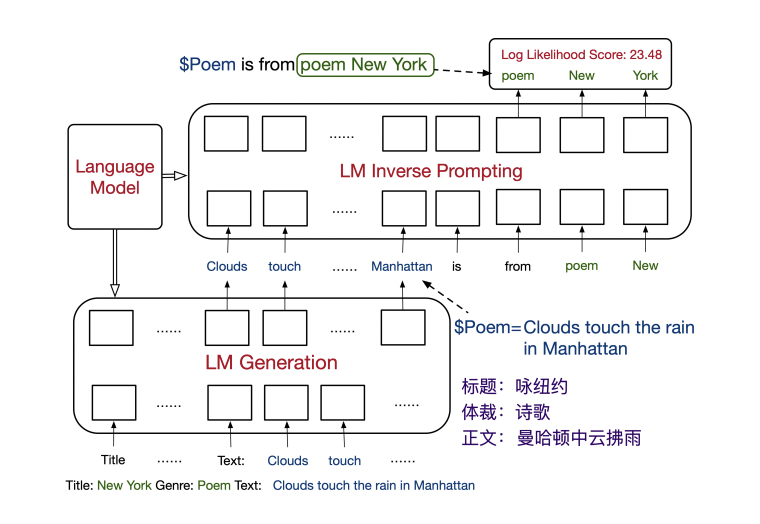 $Poem is from poem New York
Log Likelihood Score: 23.48
poem New York
......
Language Model
LM Inverse Prompting
......
Clouds touch ...... Manhattan is from poem New
$Poem=Clouds touch the rain
in Manhattan
...... ......
LM Generation
...... ......
标题：咏纽约
体裁：诗歌
正文：曼哈顿中云拂雨
Title ...... Text: Clouds touch ......
Title: New York Genre: Poem Text: Clouds touch the rain in Manhattan